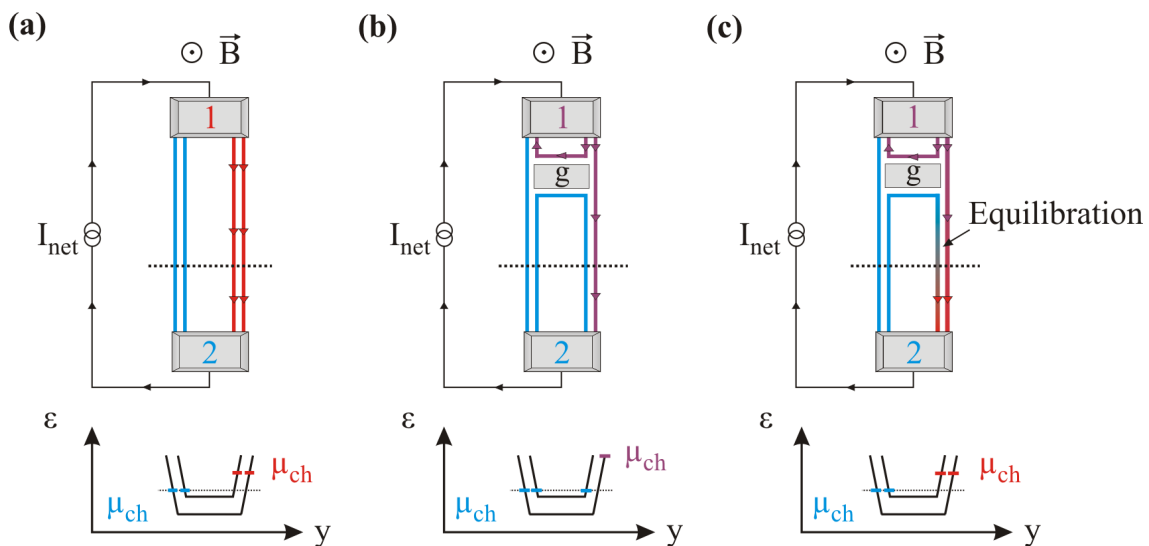 (a)
(b)
(c)
⊙ B⃗
⊙ B⃗
⊙ B⃗
1
1
1
g
g
Equilibration
I_net
I_net
I_net
2
2
2
ε
ε
ε
μ_ch
μ_ch
μ_ch
μ_ch
μ_ch
μ_ch
y
y
y